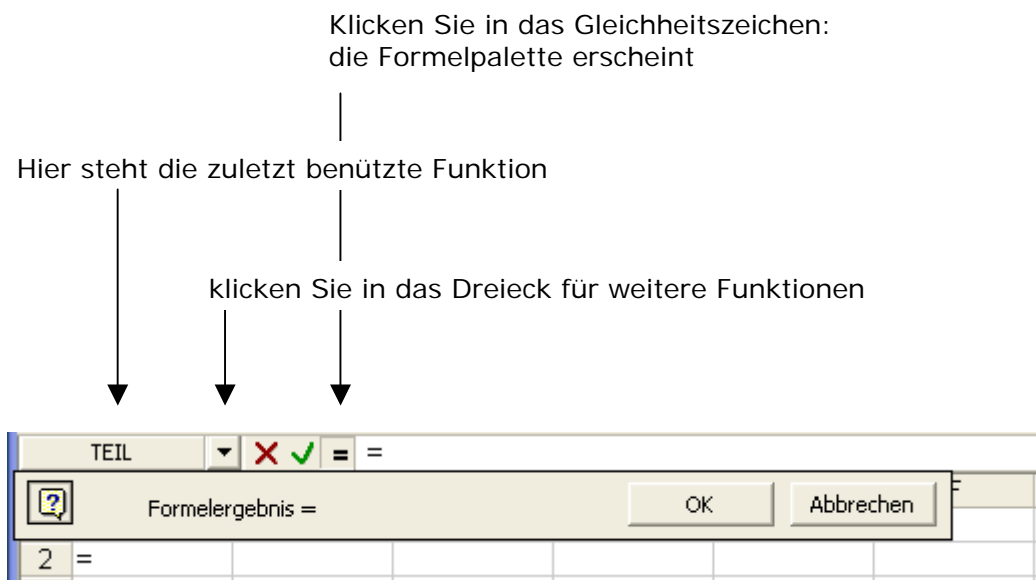 Klicken Sie in das Gleichheitszeichen:
die Formelpalette erscheint
Hier steht die zuletzt benützte Funktion
klicken Sie in das Dreieck für weitere Funktionen
TEIL = =
Formelergebnis = OK Abbrechen F
2 =